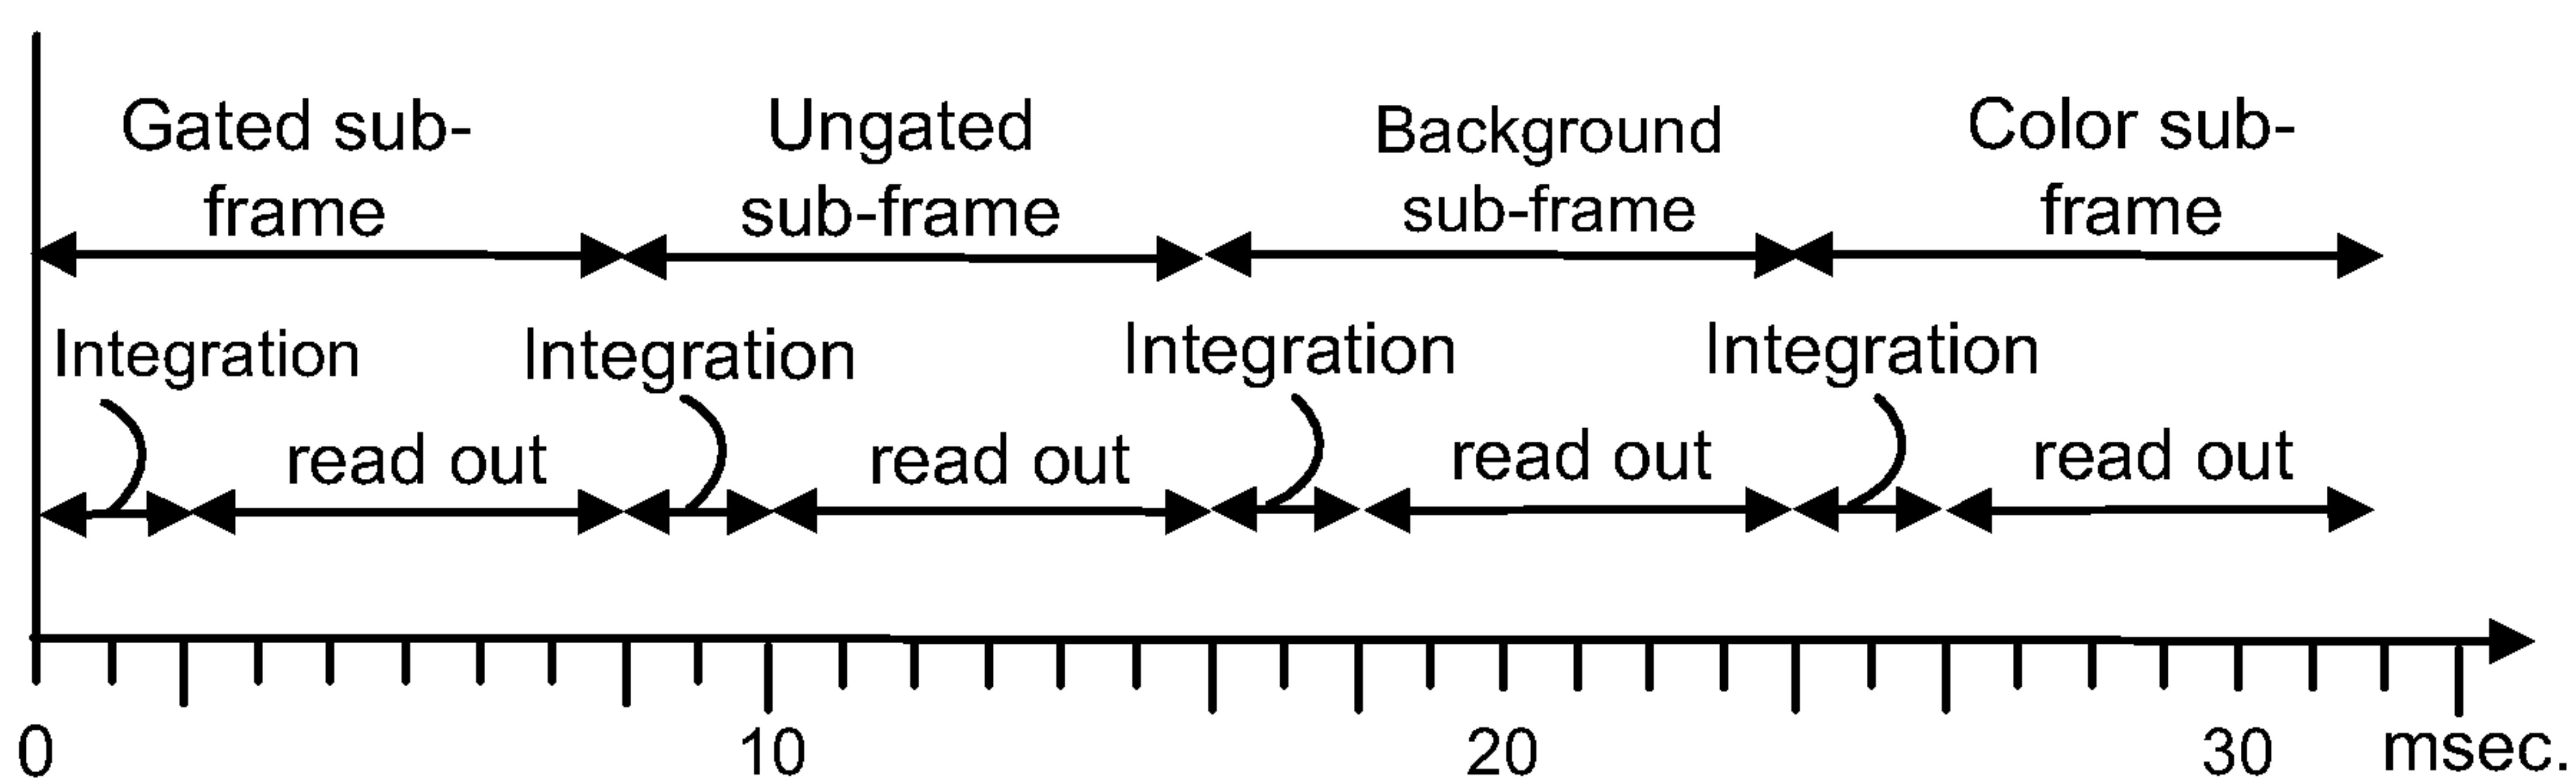 Gated sub-
frame
Ungated
sub-frame
Background
sub-frame
Color sub-
frame
Integration
Integration
Integration
Integration
read out
read out
read out
read out
0
10
20
30
msec.